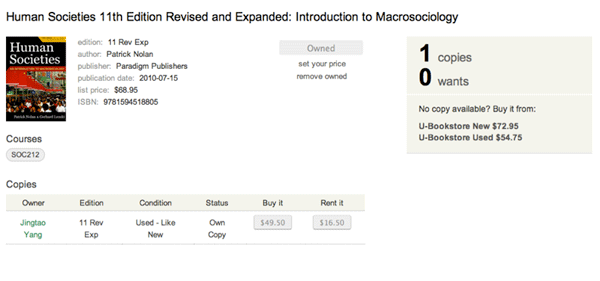 Human Societies 11th Edition Revised and Expanded: Introduction to Macrosociology
Human
Societies
Patrick Nolan & Gerhard Lenski
edition: 11 Rev Exp
author: Patrick Nolan
publisher: Paradigm Publishers
publication date: 2010-07-15
list price: $68.95
ISBN: 9781594518805
Owned
set your price
remove owned
1 copies
0 wants
No copy available? Buy it from:
U-Bookstore New $72.95
U-Bookstore Used $54.75
Courses
SOC212
Copies
Owner Edition Condition Status Buy it Rent it
Jingtao Yang 11 Rev Exp Used - Like New Own Copy $49.50 $16.50